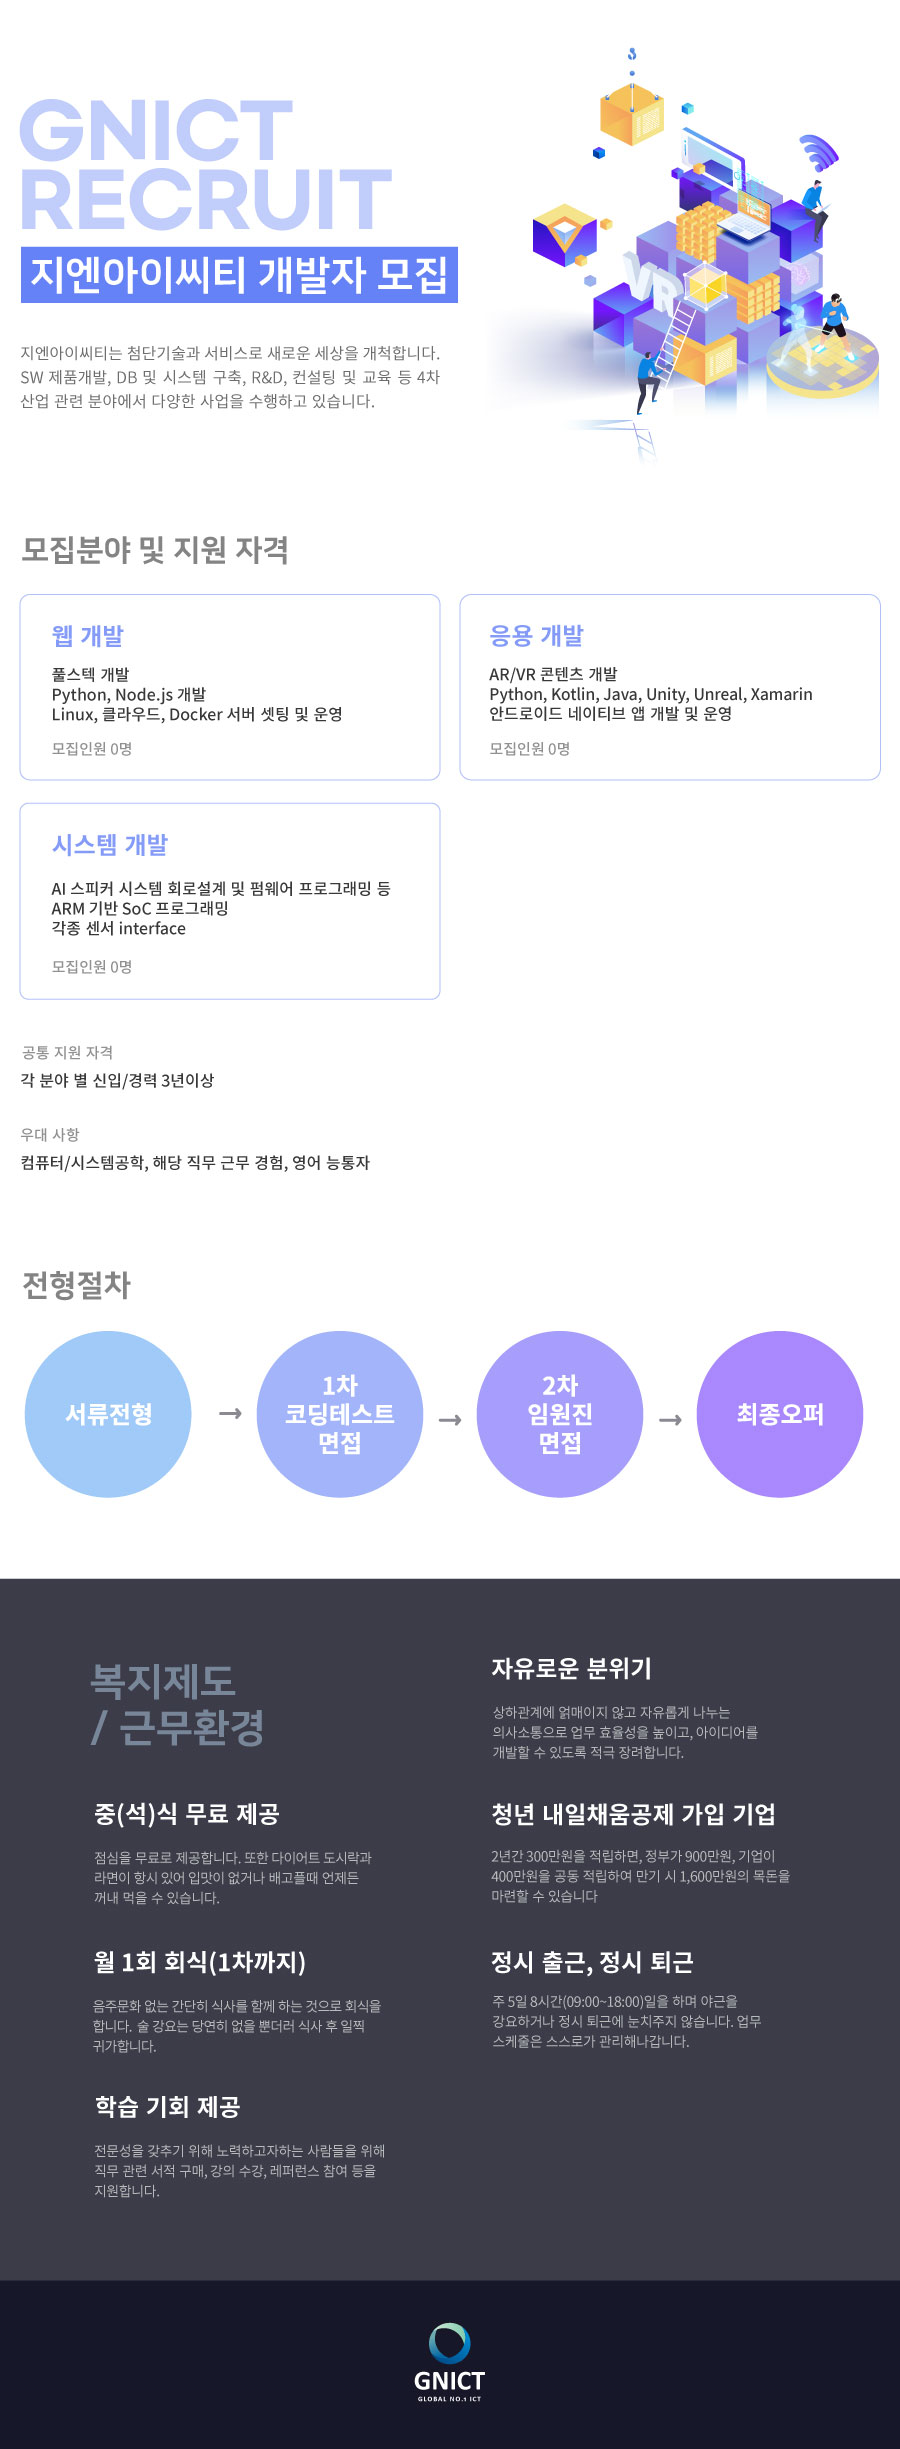 GNICT
RECRUIT
지엔아이씨티 개발자 모집
지엔아이씨티는 첨단기술과 서비스로 새로운 세상을 개척합니다.
SW 제품개발, DB 및 시스템 구축, R&D, 컨설팅 및 교육 등 4차
산업 관련 분야에서 다양한 사업을 수행하고 있습니다.
VR
모집분야 및 지원 자격
웹 개발
풀스텍 개발
Python, Node.js 개발
Linux, 클라우드, Docker 서버 셋팅 및 운영
모집인원 0명
응용 개발
AR/VR 콘텐츠 개발
Python, Kotlin, Java, Unity, Unreal, Xamarin
안드로이드 네이티브 앱 개발 및 운영
모집인원 0명
시스템 개발
AI 스피커 시스템 회로설계 및 펌웨어 프로그래밍 등
ARM 기반 SoC 프로그래밍
각종 센서 interface
모집인원 0명
공통 지원 자격
각 분야 별 신입/경력 3년이상
우대 사항
컴퓨터/시스템공학, 해당 직무 근무 경험, 영어 능통자
전형절차
서류전형
→
1차
코딩테스트
면접
→
2차
임원진
면접
→
최종오퍼
복지제도
/ 근무환경
자유로운 분위기
상하관계에 얽매이지 않고 자유롭게 나누는
의사소통으로 업무 효율성을 높이고, 아이디어를
개발할 수 있도록 적극 장려합니다.
중(석)식 무료 제공
점심을 무료로 제공합니다. 또한 다이어트 도시락과
라면이 항시 있어 입맛이 없거나 배고플때 언제든
꺼내 먹을 수 있습니다.
청년 내일채움공제 가입 기업
2년간 300만원을 적립하면, 정부가 900만원, 기업이
400만원을 공동 적립하여 만기 시 1,600만원의 목돈을
마련할 수 있습니다
월 1회 회식(1차까지)
음주문화 없는 간단히 식사를 함께 하는 것으로 회식을
합니다. 술 강요는 당연히 없을 뿐더러 식사 후 일찍
귀가합니다.
정시 출근, 정시 퇴근
주 5일 8시간(09:00~18:00)일을 하며 야근을
강요하거나 정시 퇴근에 눈치주지 않습니다. 업무
스케줄은 스스로가 관리해나갑니다.
학습 기회 제공
전문성을 갖추기 위해 노력하고자하는 사람들을 위해
직무 관련 서적 구매, 강의 수강, 레퍼런스 참여 등을
지원합니다.
GNICT
GLOBAL NO.1 ICT